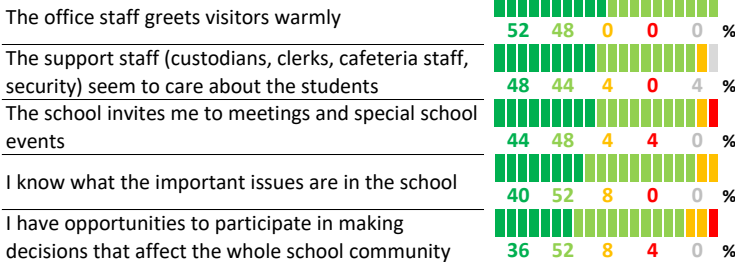 The office staff greets visitors warmly
52 48 0 0 0 %
The support staff (custodians, clerks, cafeteria staff,
security) seem to care about the students
48 44 4 0 4 %
The school invites me to meetings and special school
events
44 48 4 4 0 %
I know what the important issues are in the school
40 52 8 0 0 %
I have opportunities to participate in making
decisions that affect the whole school community
36 52 8 4 0 %